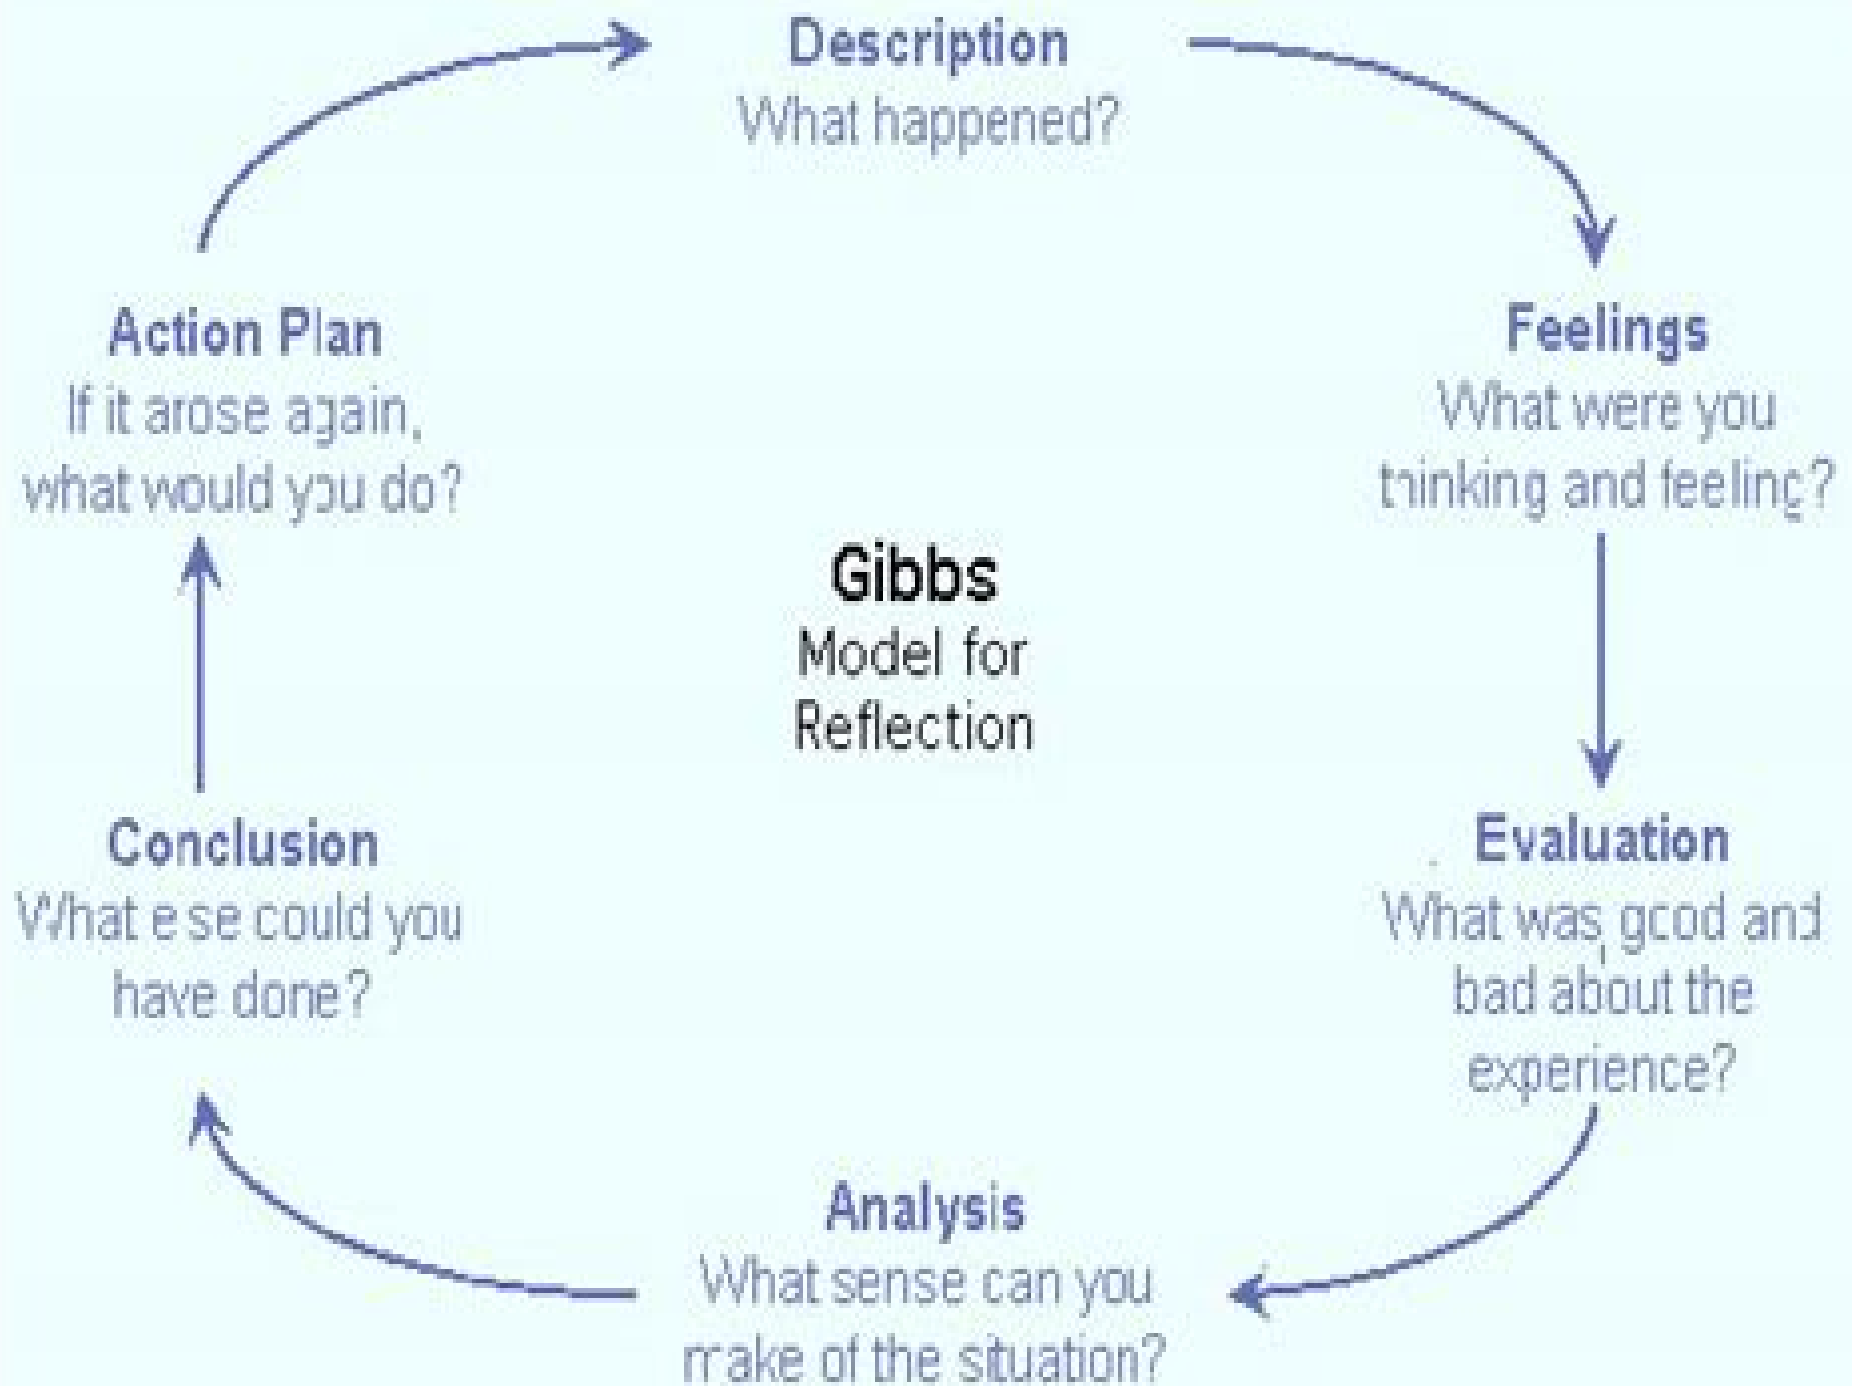 Description
What happened?
Feelings
What were you
thinking and feeling?
Evaluation
What was good and
bad about the
experience?
Analysis
What sense can you
make of the situation?
Conclusion
What else could you
have done?
Action Plan
If it arose again,
what would you do?
Gibbs
Model for
Reflection